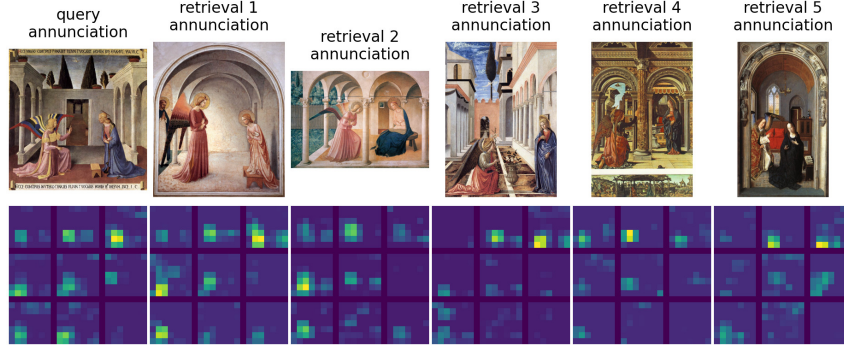 query
annunciation
retrieval 1
annunciation
retrieval 2
annunciation
retrieval 3
annunciation
retrieval 4
annunciation
retrieval 5
annunciation